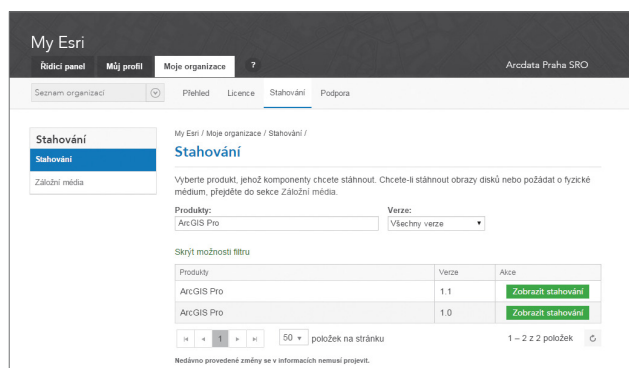 My Esri
Řídicí panel Můj profil Moje organizace ? Arcdata Praha SRO
Seznam organizací Přehled Licence Stahování Podpora
Stahování
Stahování
Záložní média
My Esri / Moje organizace / Stahování /
Stahování
Vyberte produkt, jehož komponenty chcete stáhnout. Chcete-li stáhnout obrazy disků nebo požádat o fyzické
médium, přejděte do sekce Záložní média.
Produkty: Verze:
ArcGIS Pro Všechny verze
Skrýt možnosti filtru
Produkty Verze Akce
ArcGIS Pro 1.1 Zobrazit stahování
ArcGIS Pro 1.0 Zobrazit stahování
1 50 položek na stránku 1 – 2 z 2 položek
Nedávno provedené změny se v informacích nemusí projevit.